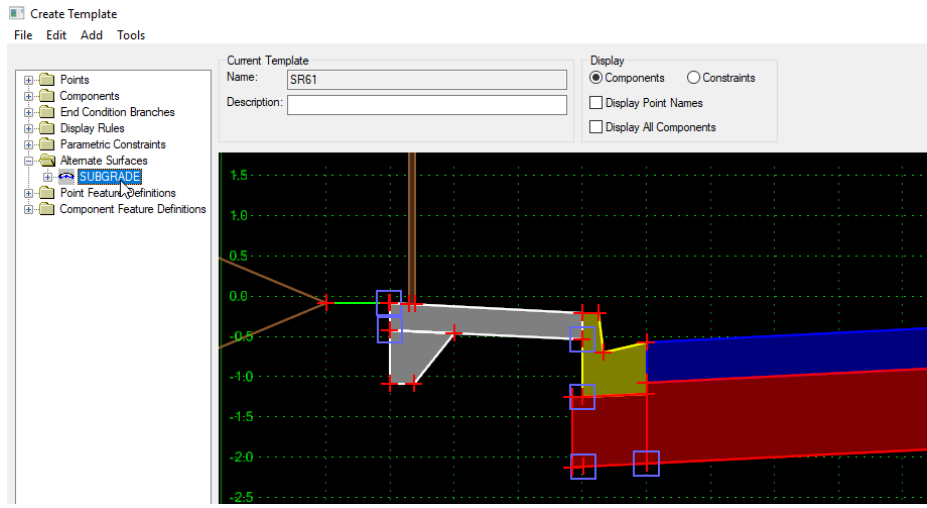 Create Template
File Edit Add Tools
Points
Components
End Condition Branches
Display Rules
Parametric Constraints
Alternate Surfaces
SUBGRADE
Point Feature Definitions
Component Feature Definitions
Current Template
Name: SR61
Description:
Display
Components Constraints
Display Point Names
Display All Components
1.5
1.0
0.5
0.0
-0.5
-1.0
-1.5
-2.0
-2.5